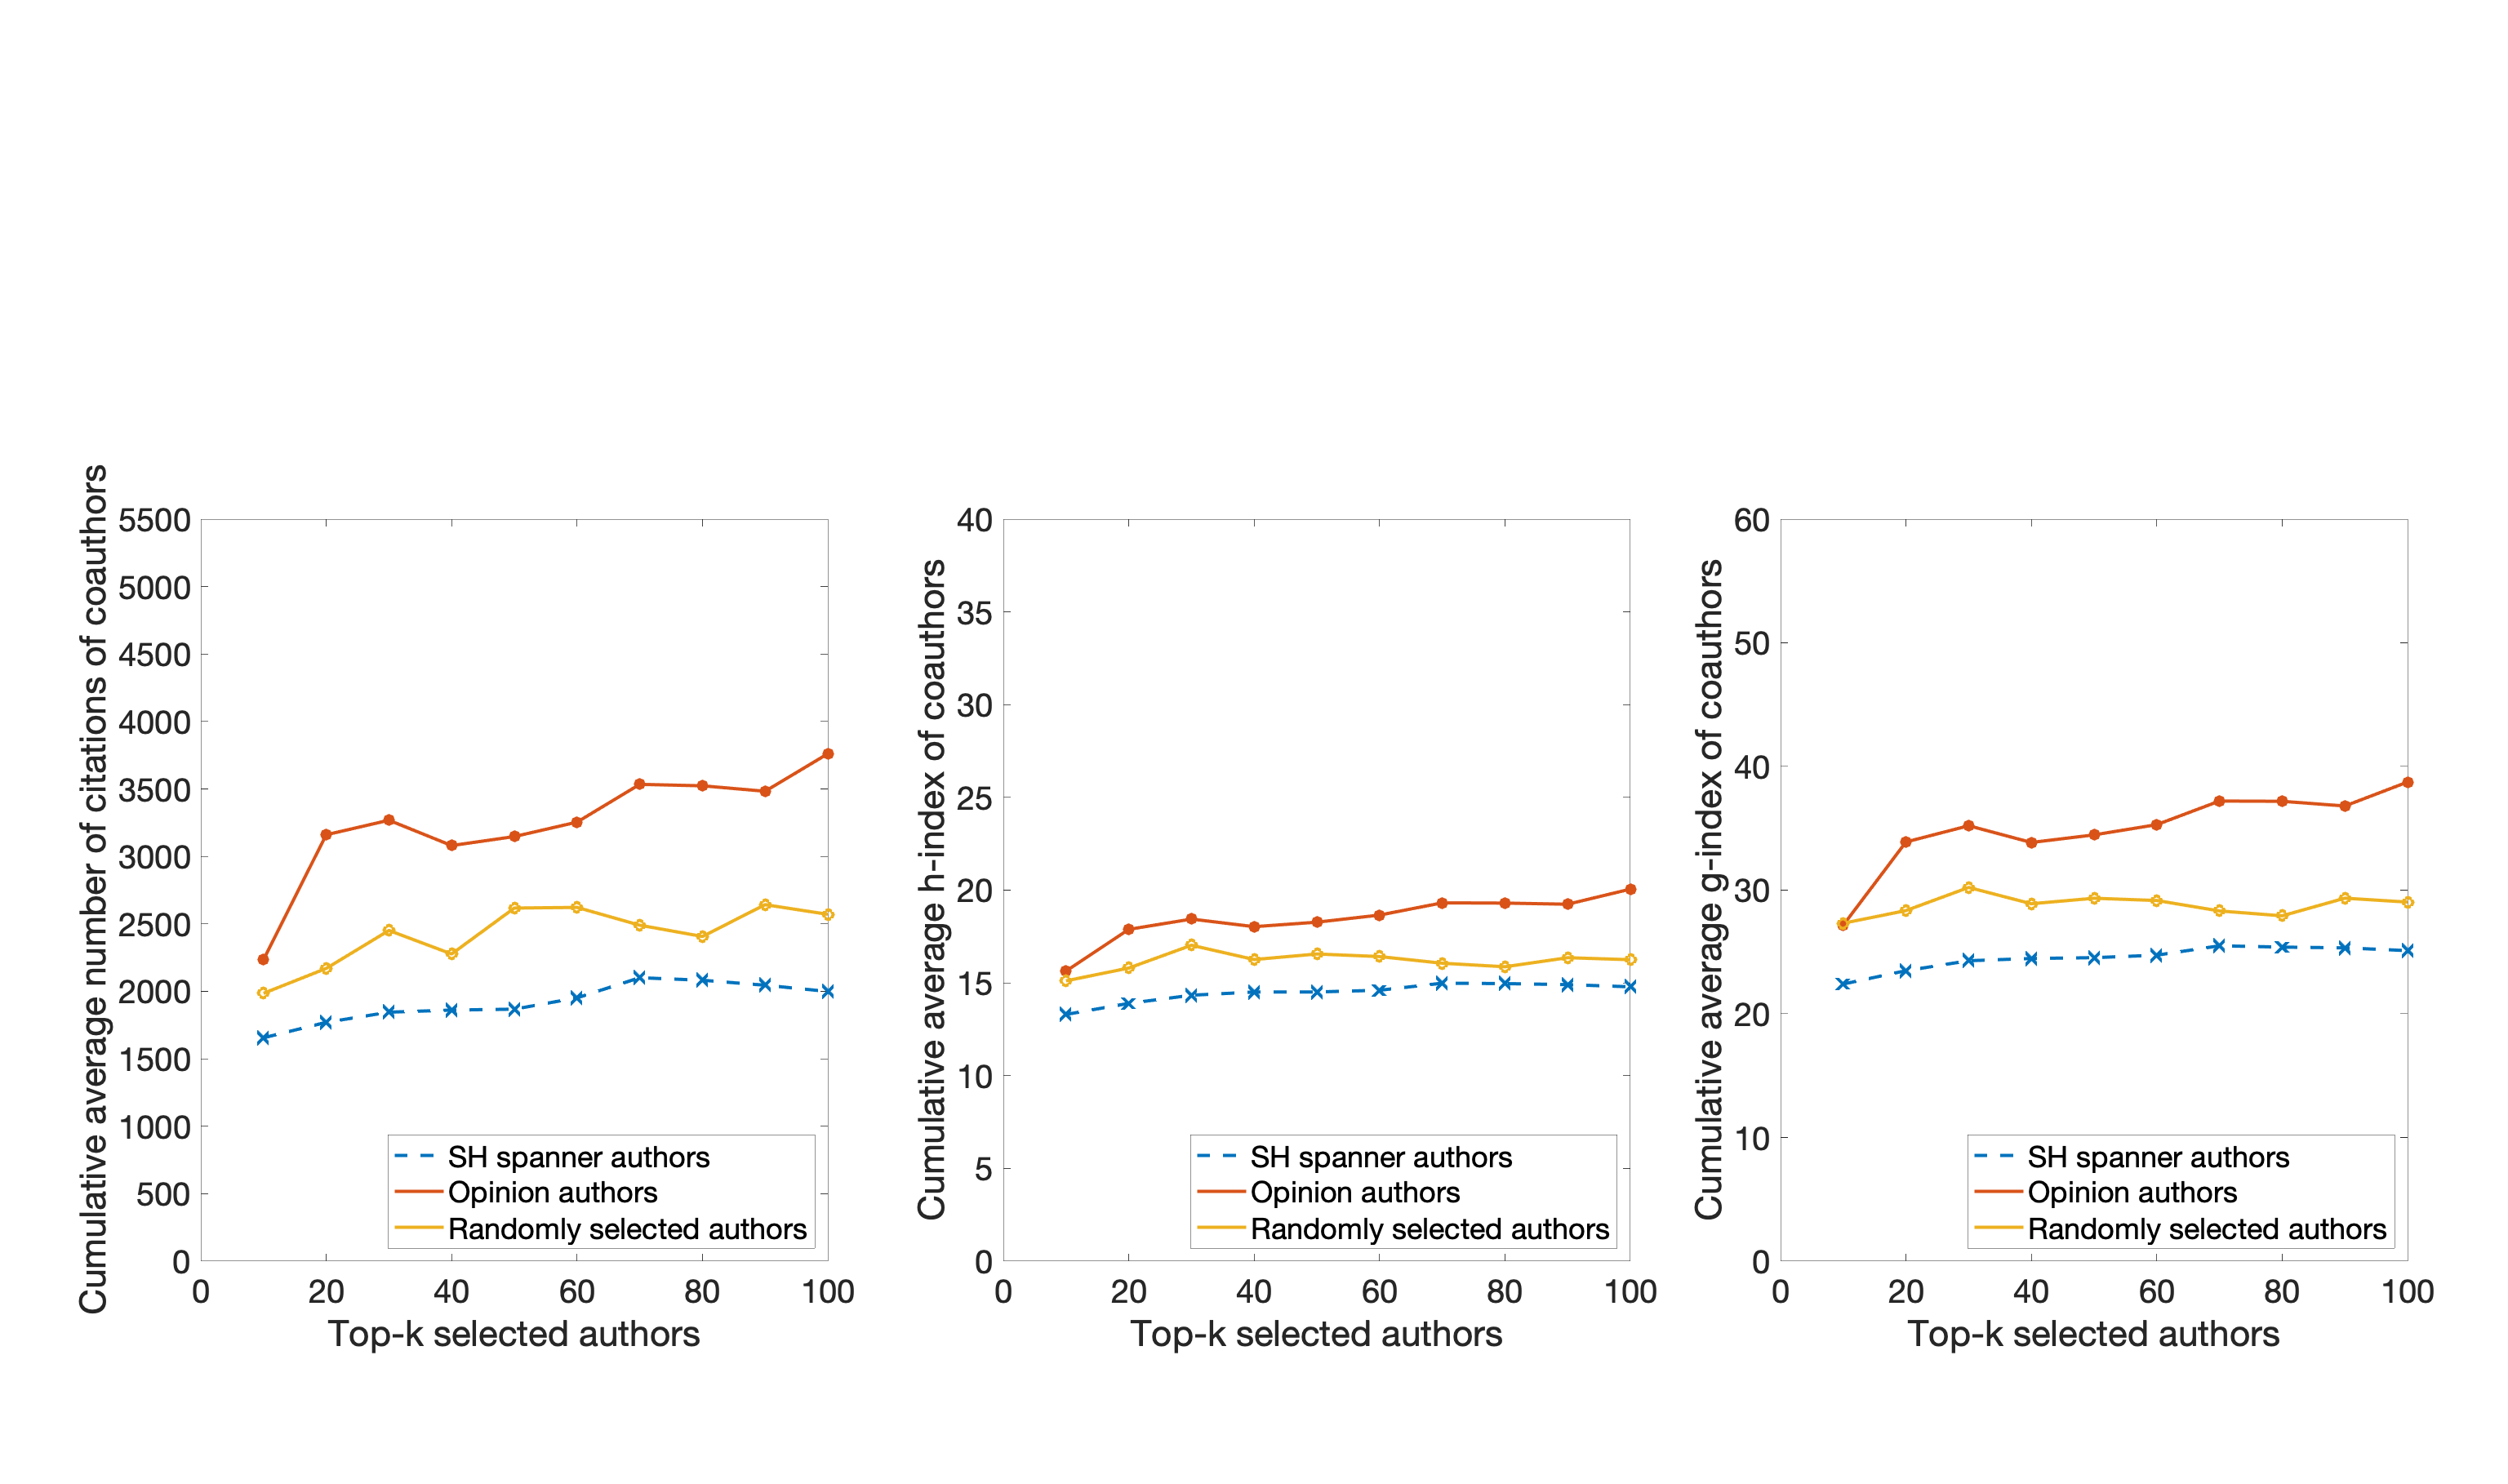 Cumulative average number of citations of coauthors
5500
5000
4500
4000
3500
3000
2500
2000
1500
1000
500
0
0 20 40 60 80 100
Top-k selected authors
SH spanner authors
Opinion authors
Randomly selected authors
Cumulative average h-index of coauthors
40
35
30
25
20
15
10
5
0
0 20 40 60 80 100
Top-k selected authors
SH spanner authors
Opinion authors
Randomly selected authors
Cumulative average g-index of coauthors
60
50
40
30
20
10
0
0 20 40 60 80 100
Top-k selected authors
SH spanner authors
Opinion authors
Randomly selected authors